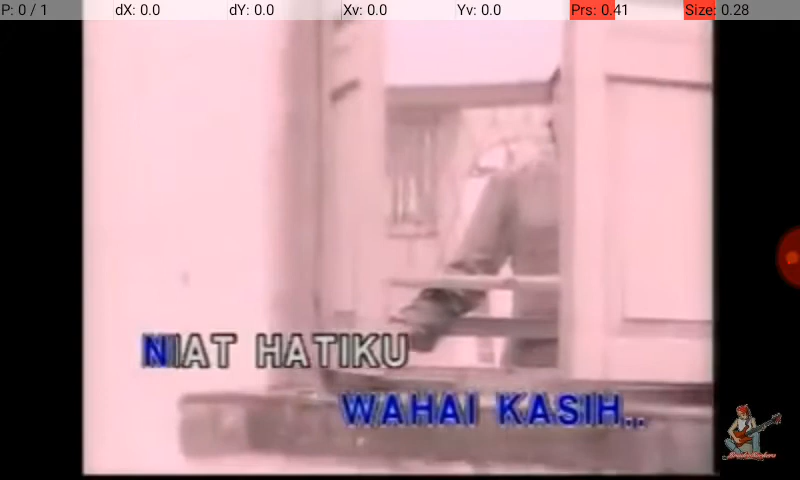 P: 0 / 1 dX: 0.0 dY: 0.0 Xv: 0.0 Yv: 0.0 Prs: 0.41 Size: 0.28
NIAT HATIKU
WAHAI KASIH..